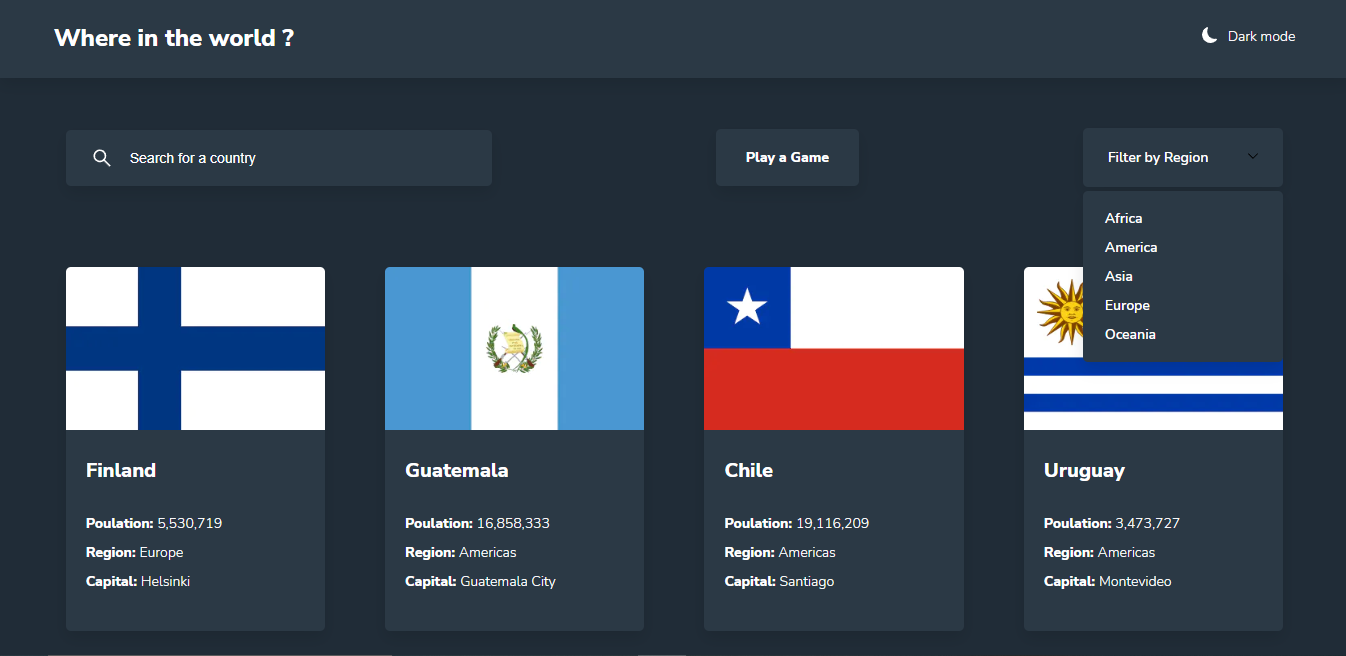 Where in the world ?
Dark mode
Search for a country
Play a Game
Filter by Region
Africa
America
Asia
Europe
Oceania
Finland
Poulation: 5,530,719
Region: Europe
Capital: Helsinki
Guatemala
Poulation: 16,858,333
Region: Americas
Capital: Guatemala City
Chile
Poulation: 19,116,209
Region: Americas
Capital: Santiago
Uruguay
Poulation: 3,473,727
Region: Americas
Capital: Montevideo